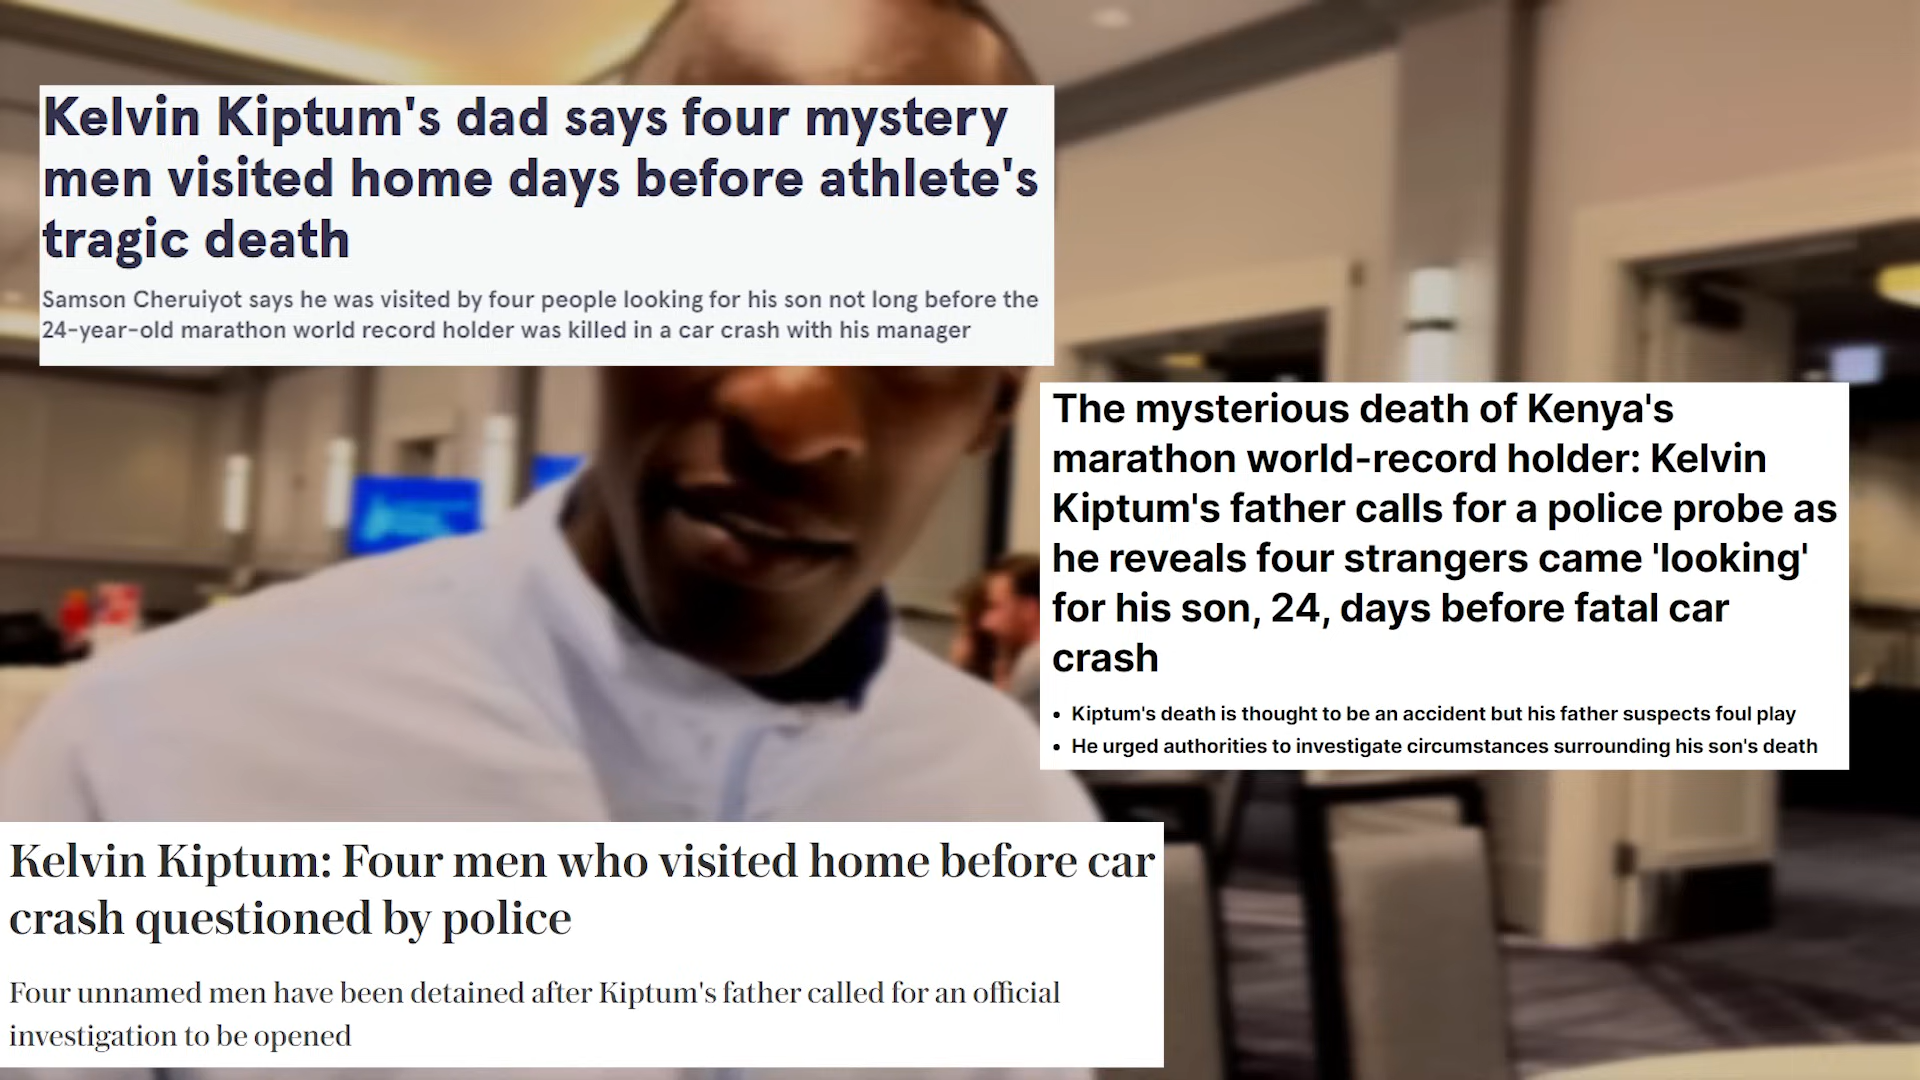 Kelvin Kiptum's dad says four mystery
men visited home days before athlete's
tragic death
Samson Cheruiyot says he was visited by four people looking for his son not long before the
24-year-old marathon world record holder was killed in a car crash with his manager
The mysterious death of Kenya's
marathon world-record holder: Kelvin
Kiptum's father calls for a police probe as
he reveals four strangers came 'looking'
for his son, 24, days before fatal car
crash
• Kiptum's death is thought to be an accident but his father suspects foul play
• He urged authorities to investigate circumstances surrounding his son's death
Kelvin Kiptum: Four men who visited home before car
crash questioned by police
Four unnamed men have been detained after Kiptum's father called for an official
investigation to be opened